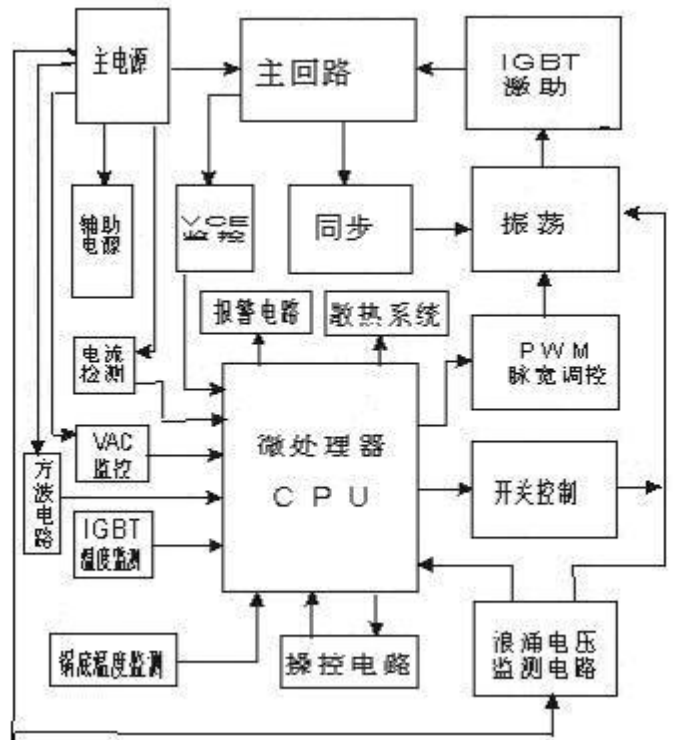 主电源
主回路
IGBT
激助
辅助
电源
VCE
监控
同步
振荡
报警电路
散热系统
电流
检测
PWM
脉宽调控
VAC
监控
微处理器
CPU
开关控制
方波电路
IGBT
温度监测
锅底温度监测
操控电路
浪涌电压
监测电路